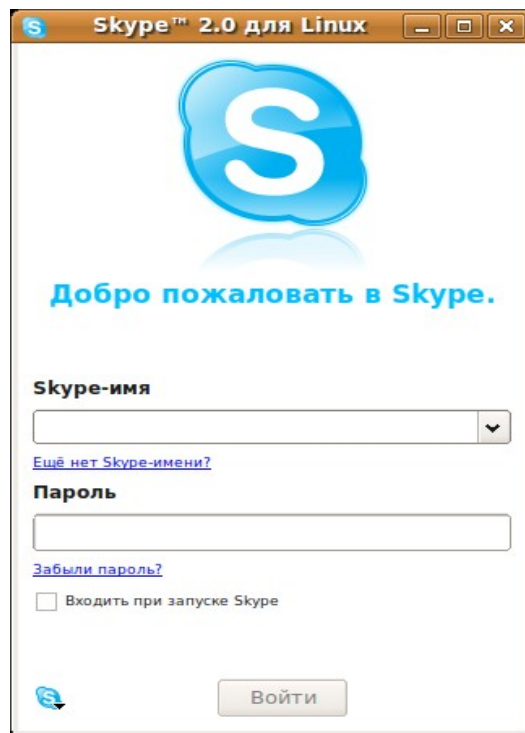 Skype™ 2.0 для Linux
Добро пожаловать в Skype.
Skype-имя
Ещё нет Skype-имени?
Пароль
Забыли пароль?
Входить при запуске Skype
Войти